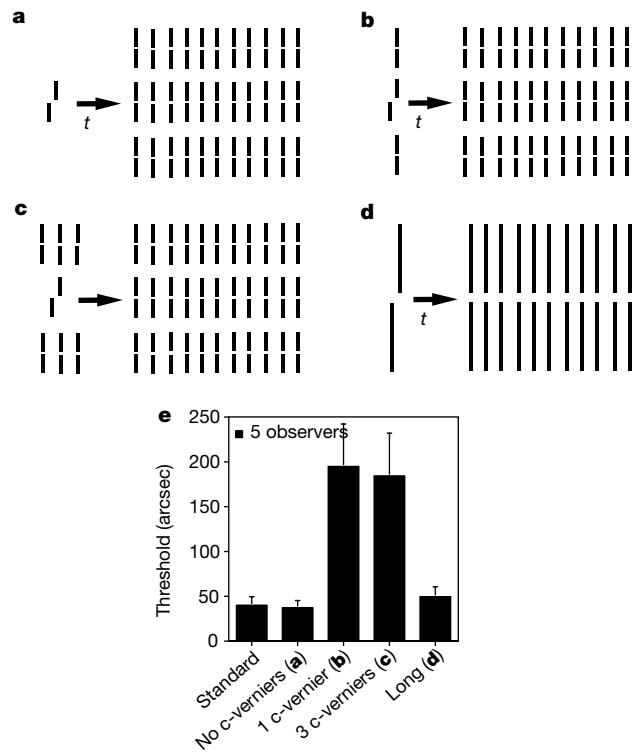 a
b
t
t
c
d
t
e
250
5 observers
200
150
100
50
0
Threshold (arcsec)
Standard
No c-verniers (a)
1 c-vernier (b)
3 c-verniers (c)
Long (d)